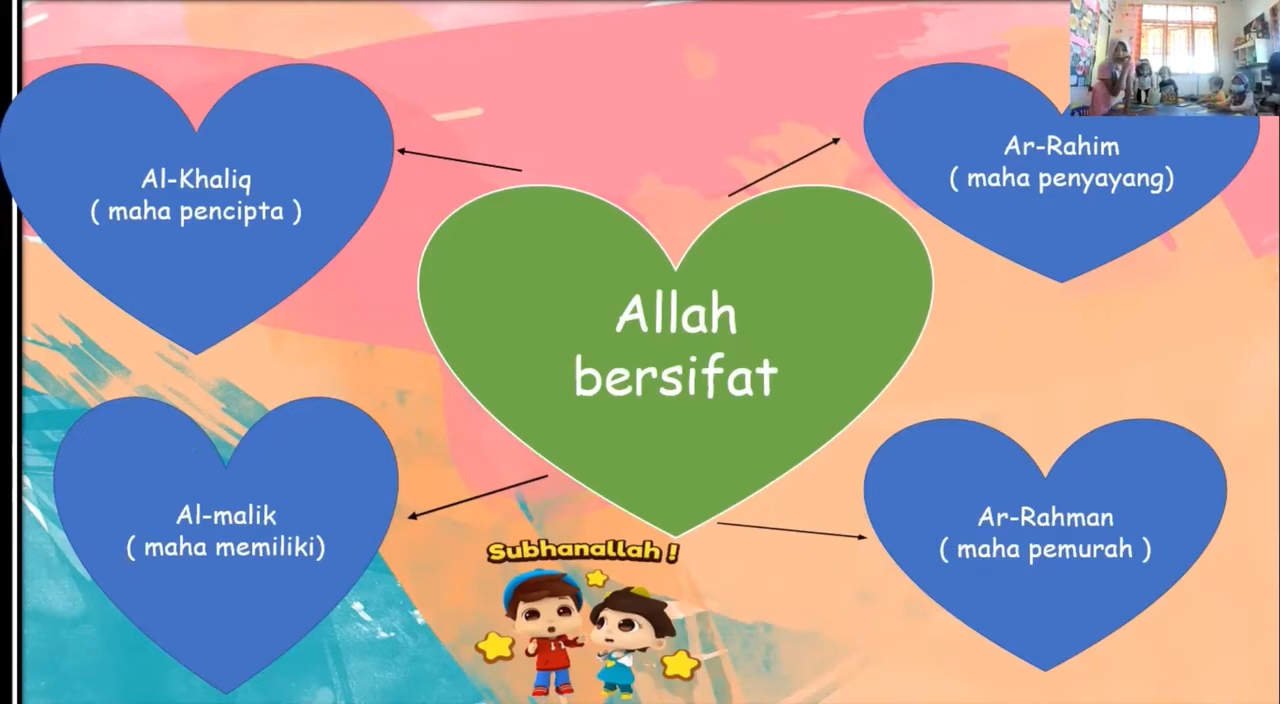 Al-Khaliq
( maha pencipta )
Ar-Rahim
( maha penyayang)
Allah
bersifat
Al-malik
( maha memiliki)
Ar-Rahman
( maha pemurah )
Subhanallah !